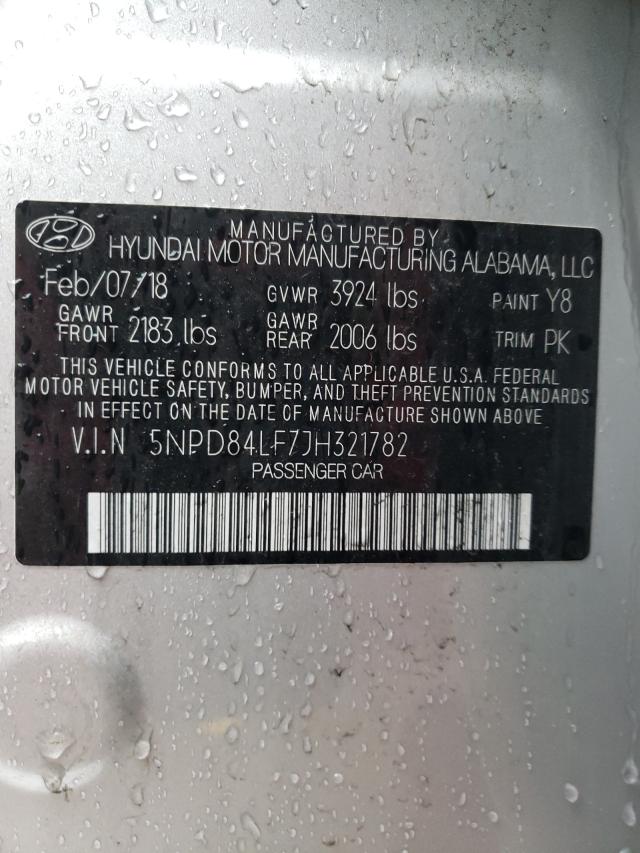 MANUFACTURED BY
HYUNDAI MOTOR MANUFACTURING ALABAMA, LLC
Feb/07/18 GVWR 3924 lbs PAINT Y8
GAWR FRONT 2183 lbs GAWR REAR 2006 lbs TRIM PK
THIS VEHICLE CONFORMS TO ALL APPLICABLE U.S.A. FEDERAL
MOTOR VEHICLE SAFETY, BUMPER, AND THEFT PREVENTION STANDARDS
IN EFFECT ON THE DATE OF MANUFACTURE SHOWN ABOVE
V.I.N 5NPD84LF7JH321782
PASSENGER CAR